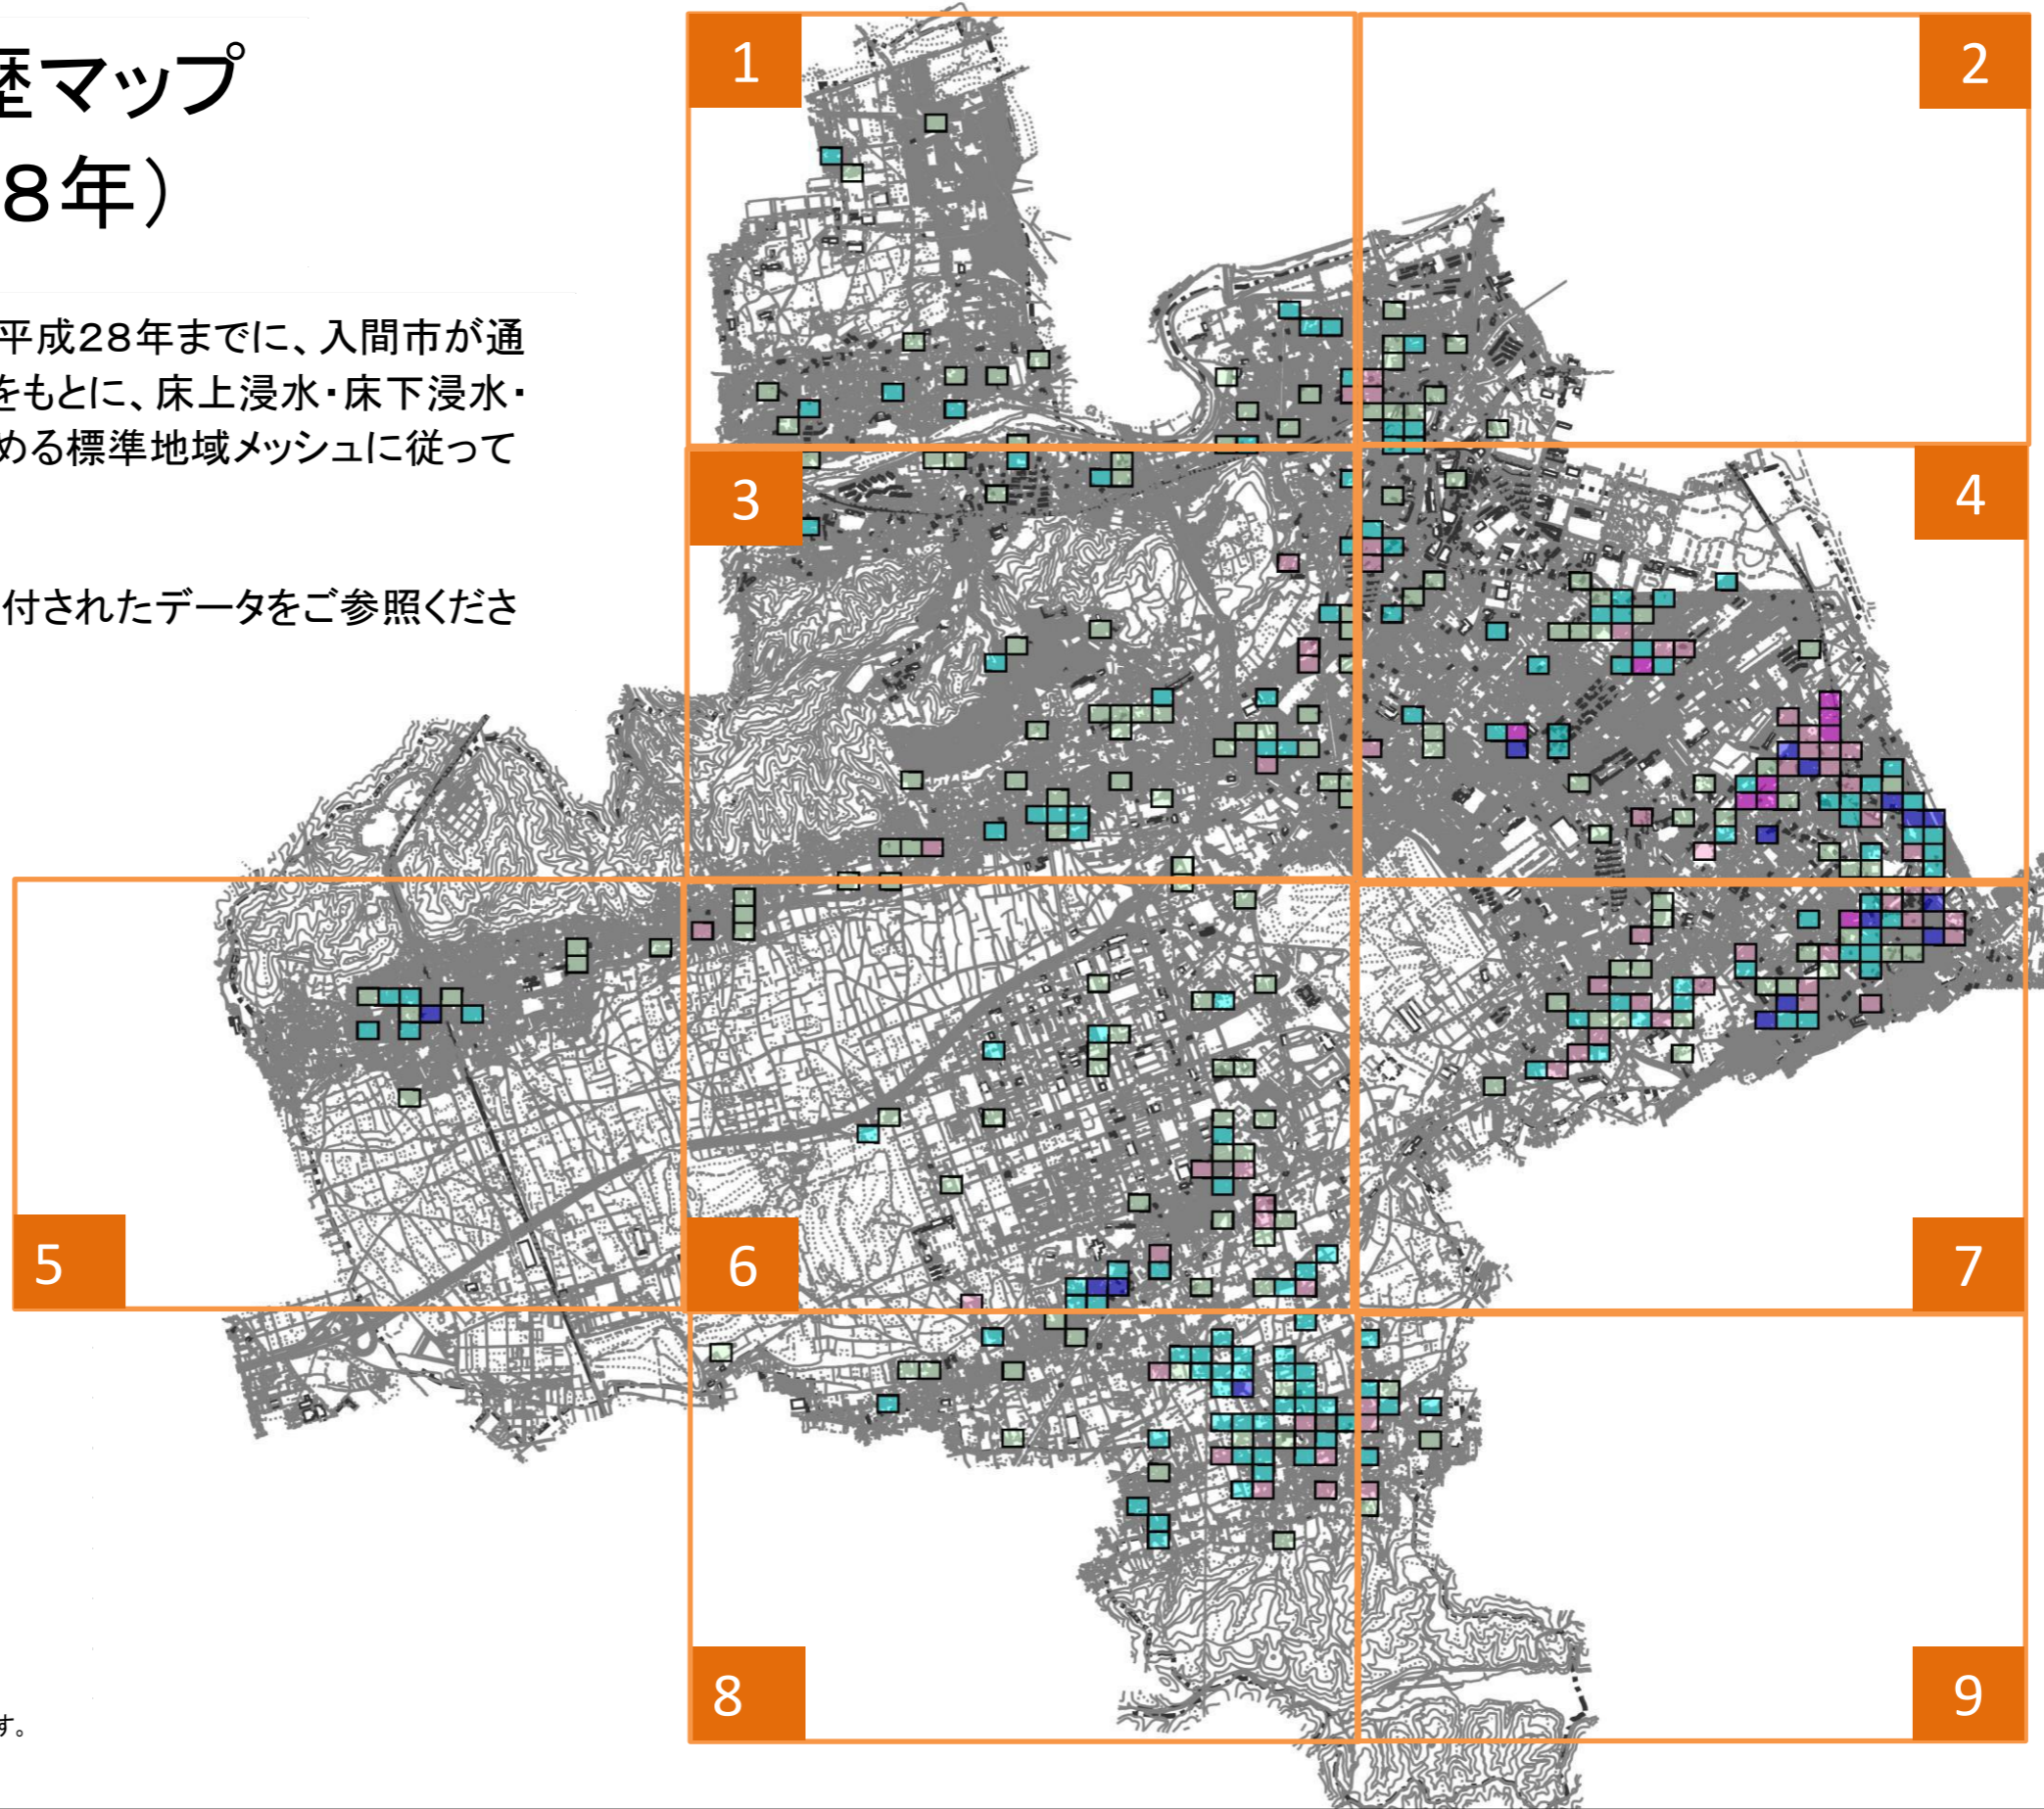 歴マップ
８年）
平成２８年までに、入間市が通
をもとに、床上浸水・床下浸水・
める標準地域メッシュに従って
付されたデータをご参照くださ
す。
1
2
3
4
5
6
7
8
9